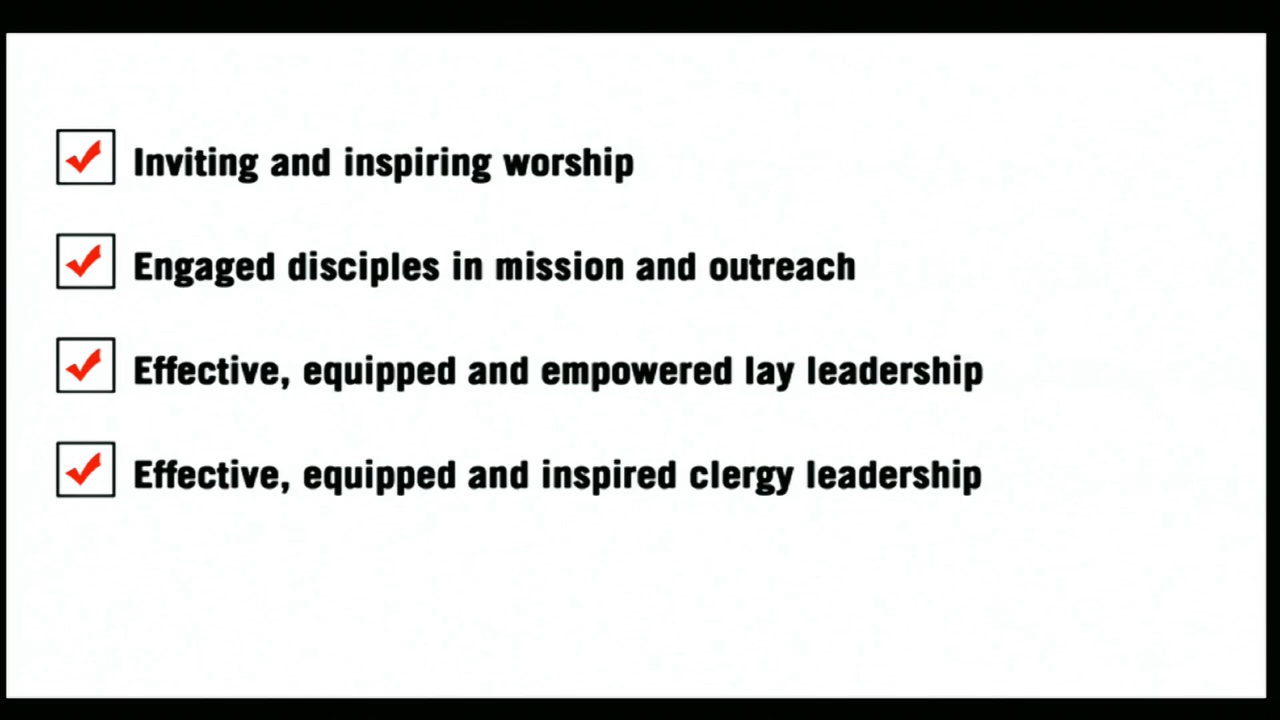 Inviting and inspiring worship
Engaged disciples in mission and outreach
Effective, equipped and empowered lay leadership
Effective, equipped and inspired clergy leadership